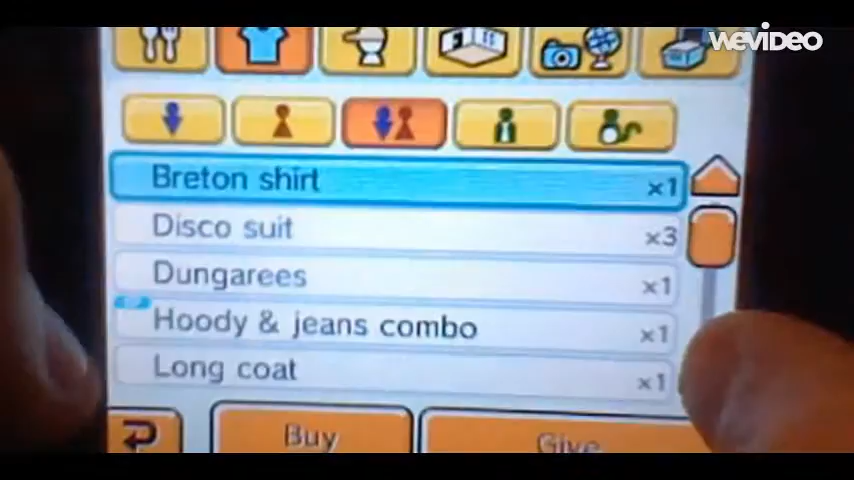 WEVIDEO
Breton shirt x1
Disco suit x3
Dungarees x1
Hoody & jeans combo x1
Long coat x1
Buy Give